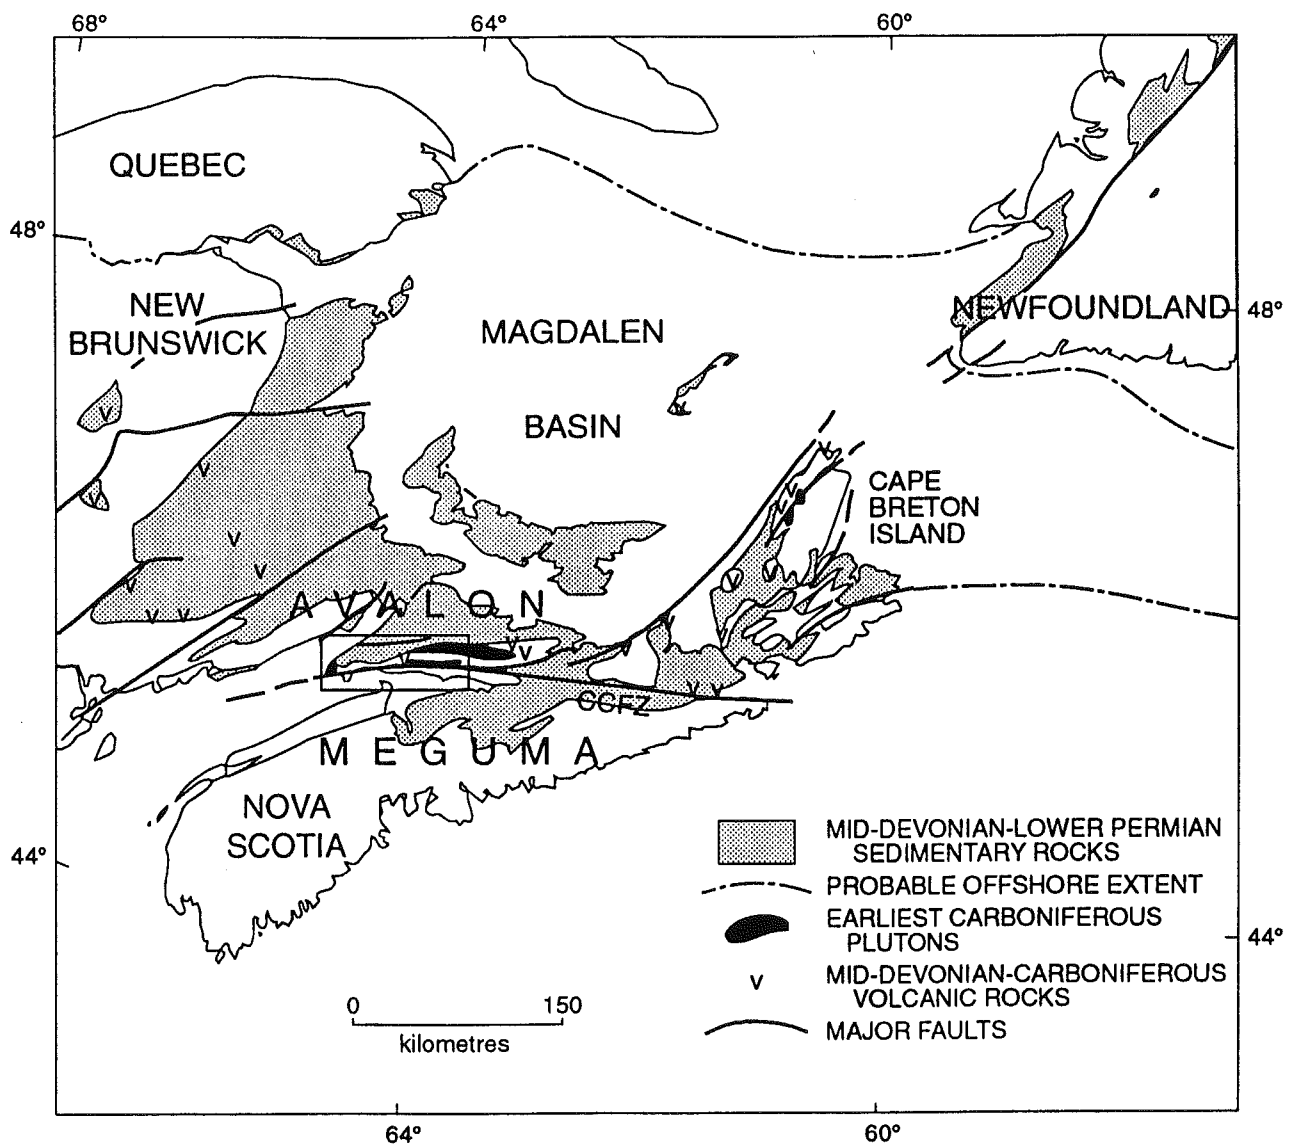 68°
64°
60°
QUEBEC
48°
NEW
BRUNSWICK
MAGDALEN
BASIN
NEWFOUNDLAND
48°
CAPE
BRETON
ISLAND
AVALON
CCFZ
MEGUMA
NOVA
SCOTIA
44°
MID-DEVONIAN-LOWER PERMIAN
SEDIMENTARY ROCKS
PROBABLE OFFSHORE EXTENT
EARLIEST CARBONIFEROUS
PLUTONS
44°
V MID-DEVONIAN-CARBONIFEROUS
VOLCANIC ROCKS
MAJOR FAULTS
0 150
kilometres
64°
60°